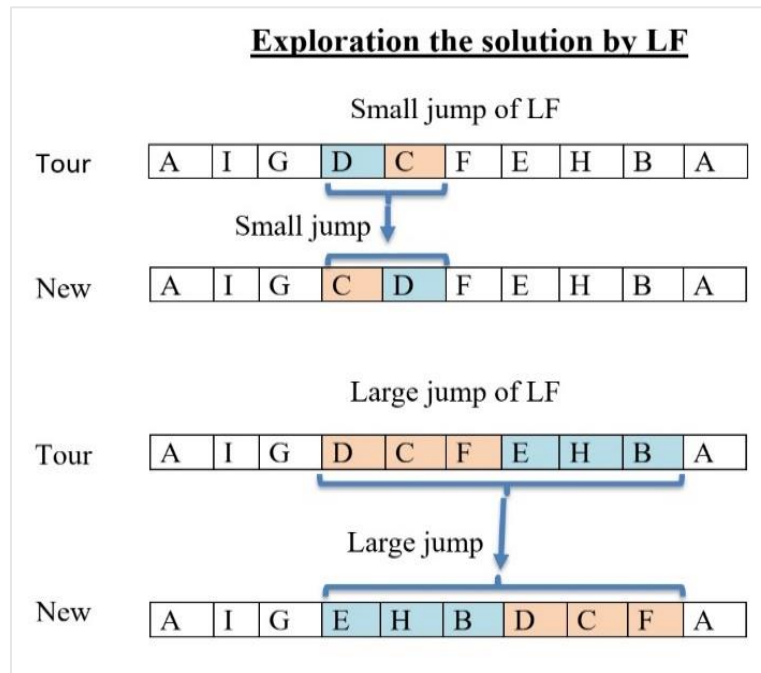 Exploration the solution by LF
Small jump of LF
Tour A I G D C F E H B A
Small jump
New A I G C D F E H B A
Large jump of LF
Tour A I G D C F E H B A
Large jump
New A I G E H B D C F A